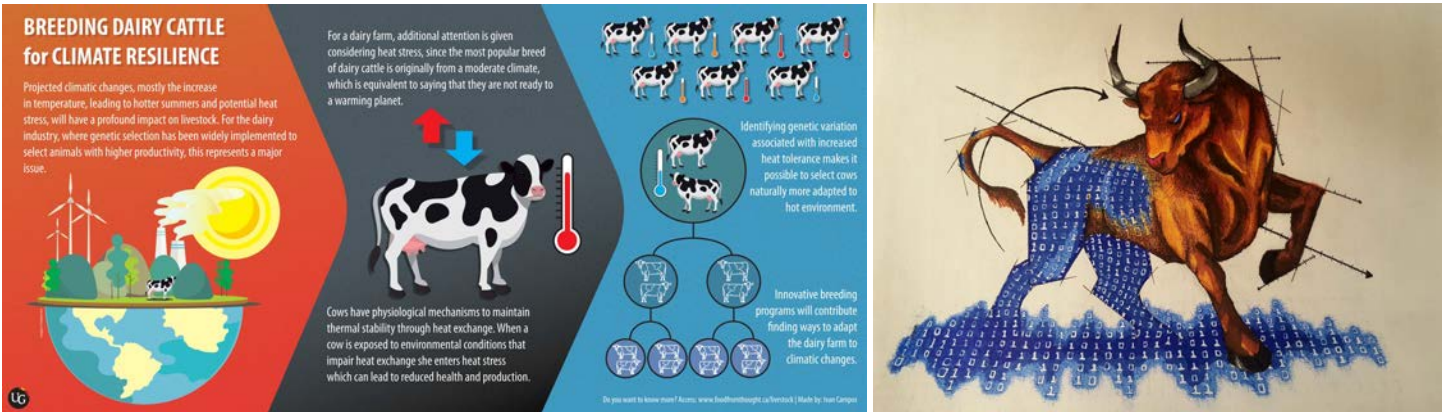 BREEDING DAIRY CATTLE
for CLIMATE RESILIENCE
Projected climatic changes, mostly the increase
in temperature, leading to hotter summers and potential heat
stress, will have a profound impact on livestock. For the dairy
industry, where genetic selection has been widely implemented to
select animals with higher productivity, this represents a major
issue.
UG
For a dairy farm, additional attention is given
considering heat stress, since the most popular breed
of dairy cattle is originally from a moderate climate,
which is equivalent to saying that they are not ready to
a warming planet.
Cows have physiological mechanisms to maintain
thermal stability through heat exchange. When a
cow is exposed to environmental conditions that
impair heat exchange she enters heat stress
which can lead to reduced health and production.
Identifying genetic variation
associated with increased
heat tolerance makes it
possible to select cows
naturally more adapted to
hot environment.
Innovative breeding
programs will contribute
finding ways to adapt
the dairy farm to
climatic changes.
Do you want to know more? Access: www.foodfromthought.ca/livestock | Made by: Ivan Campos